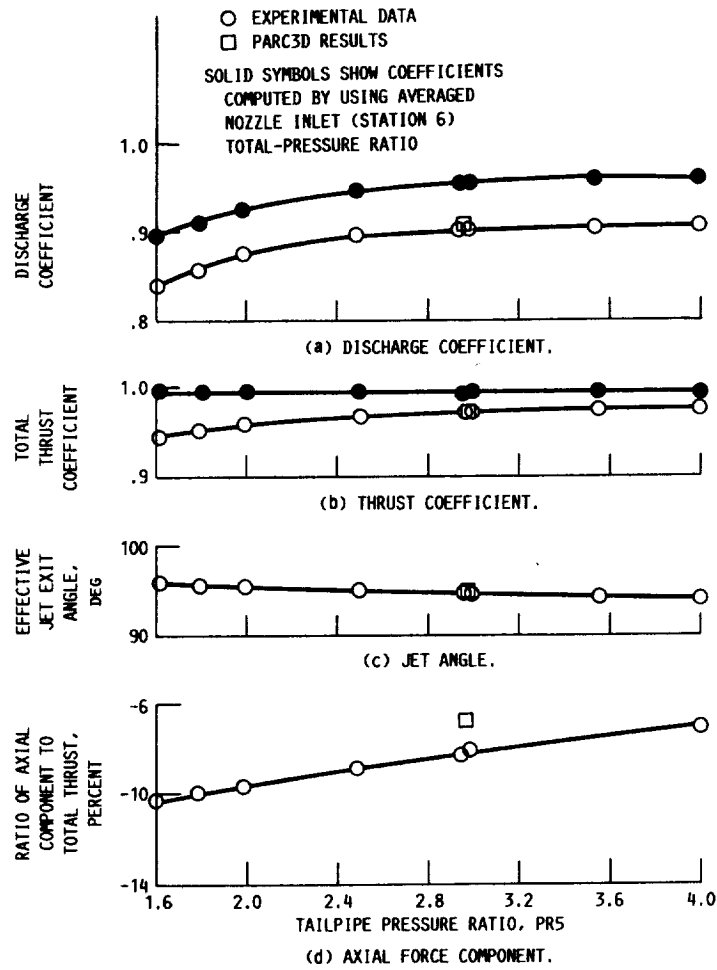 ○ EXPERIMENTAL DATA
□ PARC3D RESULTS
SOLID SYMBOLS SHOW COEFFICIENTS
COMPUTED BY USING AVERAGED
NOZZLE INLET (STATION 6)
TOTAL-PRESSURE RATIO
DISCHARGE
COEFFICIENT
1.0
.9
.8
(a) DISCHARGE COEFFICIENT.
TOTAL
THRUST
COEFFICIENT
1.0
.9
(b) THRUST COEFFICIENT.
EFFECTIVE
JET EXIT
ANGLE,
DEG
100
90
(c) JET ANGLE.
RATIO OF AXIAL
COMPONENT TO
TOTAL THRUST,
PERCENT
-6
-10
-14
1.6 2.0 2.4 2.8 3.2 3.6 4.0
TAILPIPE PRESSURE RATIO, PR5
(d) AXIAL FORCE COMPONENT.